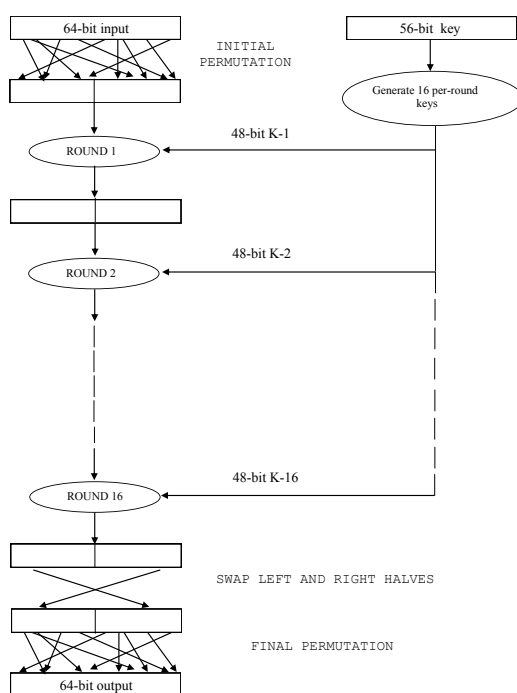 64-bit input
56-bit key
INITIAL
PERMUTATION
Generate 16 per-round
keys
48-bit K-1
ROUND 1
48-bit K-2
ROUND 2
48-bit K-16
ROUND 16
SWAP LEFT AND RIGHT HALVES
FINAL PERMUTATION
64-bit output